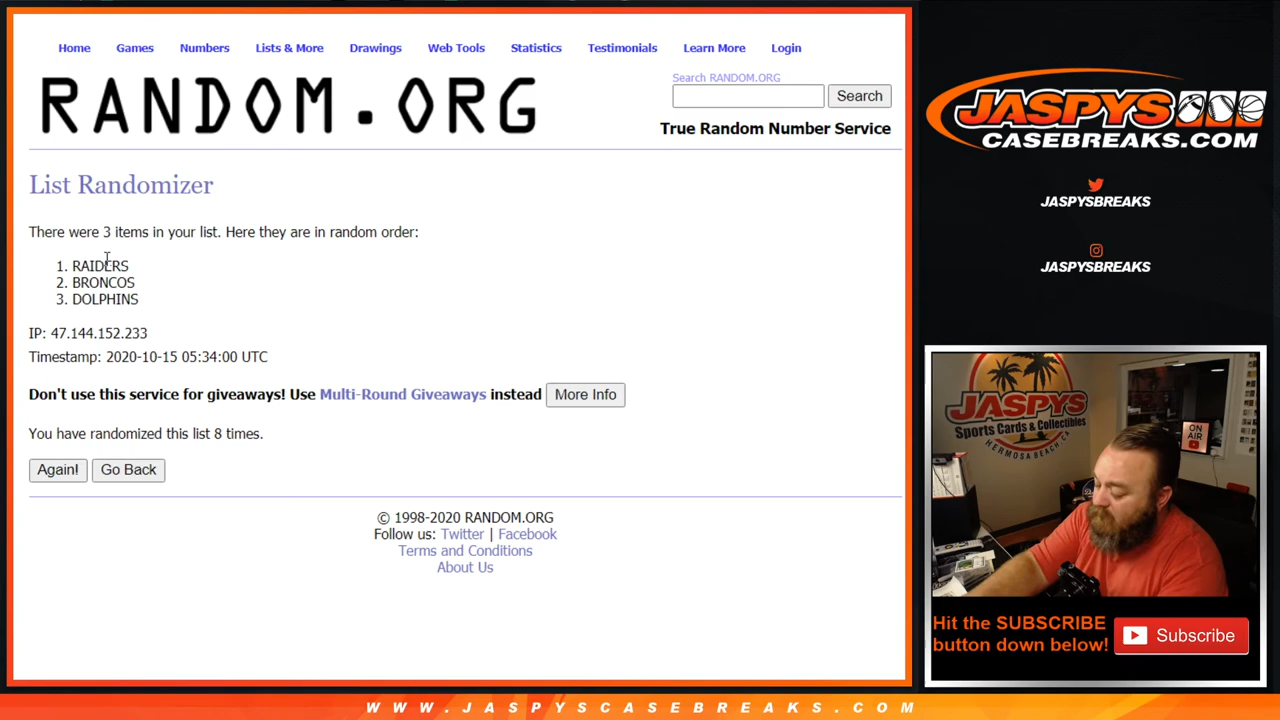 Home Games Numbers Lists & More Drawings Web Tools Statistics Testimonials Learn More Login
RANDOM.ORG
Search RANDOM.ORG
Search
True Random Number Service
List Randomizer
There were 3 items in your list. Here they are in random order:
1. RAIDERS
2. BRONCOS
3. DOLPHINS
IP: 47.144.152.233
Timestamp: 2020-10-15 05:34:00 UTC
Don't use this service for giveaways! Use Multi-Round Giveaways instead More Info
You have randomized this list 8 times.
Again! Go Back
© 1998-2020 RANDOM.ORG
Follow us: Twitter | Facebook
Terms and Conditions
About Us
JASPYS
CASEBREAKS.COM
JASPYSBREAKS
JASPYSBREAKS
JASPYS
Sports Cards & Collectibles
HERMOSA BEACH, CA
ON AIR
Hit the SUBSCRIBE
button down below!
Subscribe
WWW.JASPYSCASEBREAKS.COM